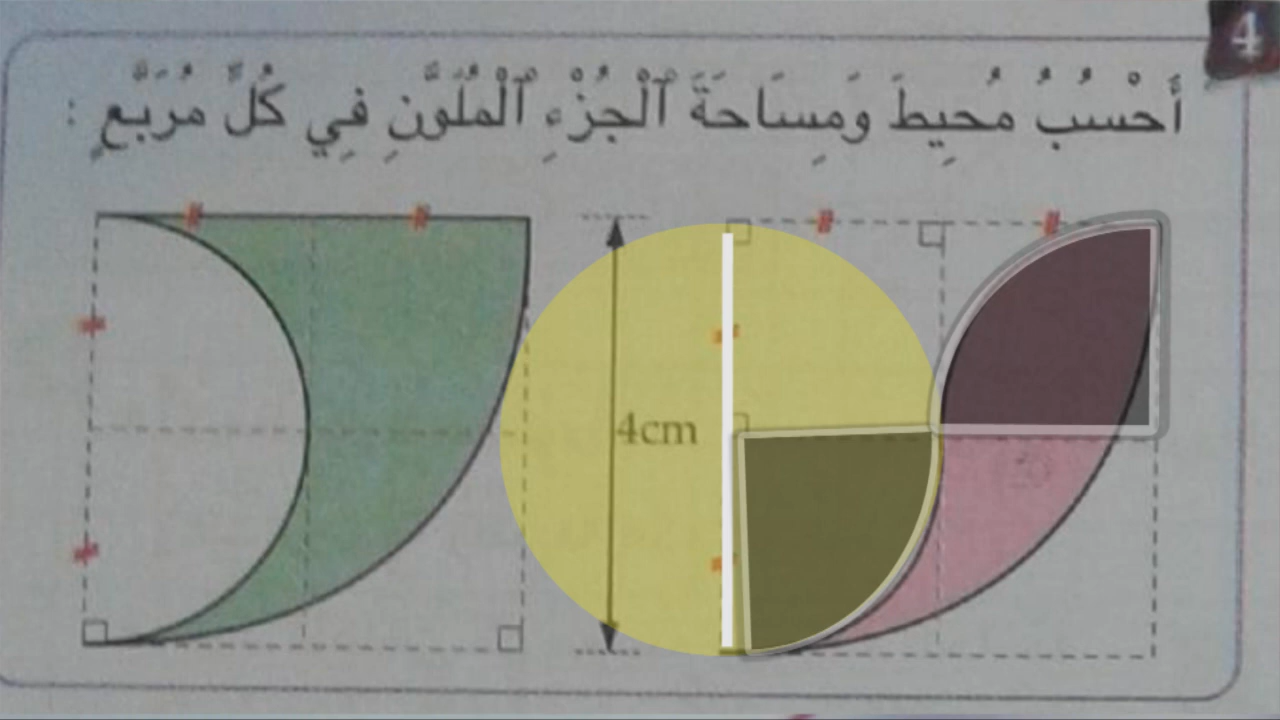 4
أَحْسُبُ مُحِيطَ وَمِسَاحَةَ ٱلْجُزْءِ ٱلْمُلَوَّنِ فِي كُلِّ مُرَبَّعٍ :
4cm